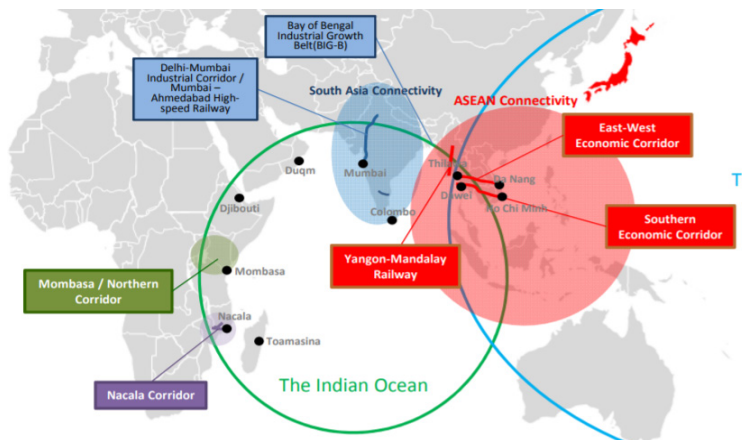 Bay of Bengal
Industrial Growth
Belt(BIG-B)
Delhi-Mumbai
Industrial Corridor /
Mumbai –
Ahmedabad High-
speed Railway
South Asia Connectivity
ASEAN Connectivity
East-West
Economic Corridor
Duqm
Mumbai
Thilawa
Da Nang
Dawei
Ho Chi Minh
Djibouti
Colombo
Southern
Economic Corridor
Yangon-Mandalay
Railway
Mombasa / Northern
Corridor
Mombasa
Nacala
Toamasina
Nacala Corridor
The Indian Ocean
T